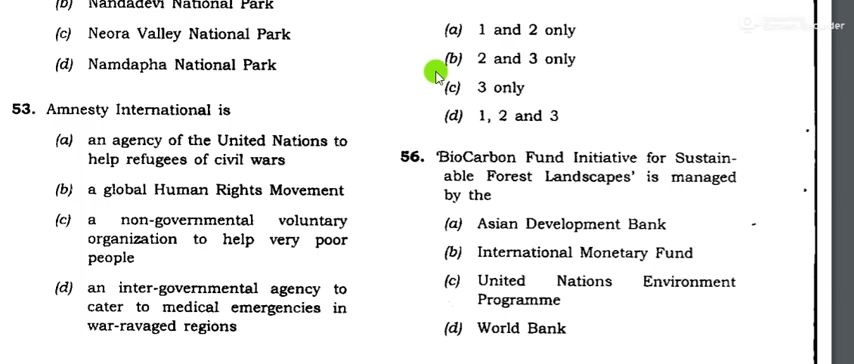 (b) Nandadevi National Park
(c) Neora Valley National Park
(d) Namdapha National Park
53. Amnesty International is
(a) an agency of the United Nations to
help refugees of civil wars
(b) a global Human Rights Movement
(c) a non-governmental voluntary
organization to help very poor
people
(d) an inter-governmental agency to
cater to medical emergencies in
war-ravaged regions
(a) 1 and 2 only
(b) 2 and 3 only
(c) 3 only
(d) 1, 2 and 3
56. 'BioCarbon Fund Initiative for Sustain-
able Forest Landscapes' is managed
by the
(a) Asian Development Bank
(b) International Monetary Fund
(c) United Nations Environment
Programme
(d) World Bank